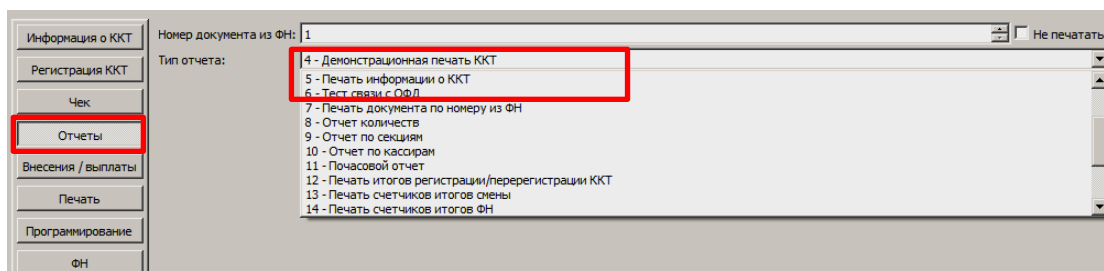 Информация о ККТ
Регистрация ККТ
Чек
Отчеты
Внесения / выплаты
Печать
Программирование
ФН
Номер документа из ФН: 1
Не печатать
Тип отчета: 4 - Демонстрационная печать ККТ
5 - Печать информации о ККТ
6 - Тест связи с ОФД
7 - Печать документа по номеру из ФН
8 - Отчет количеств
9 - Отчет по секциям
10 - Отчет по кассирам
11 - Почасовой отчет
12 - Печать итогов регистрации/перерегистрации ККТ
13 - Печать счетчиков итогов смены
14 - Печать счетчиков итогов ФН